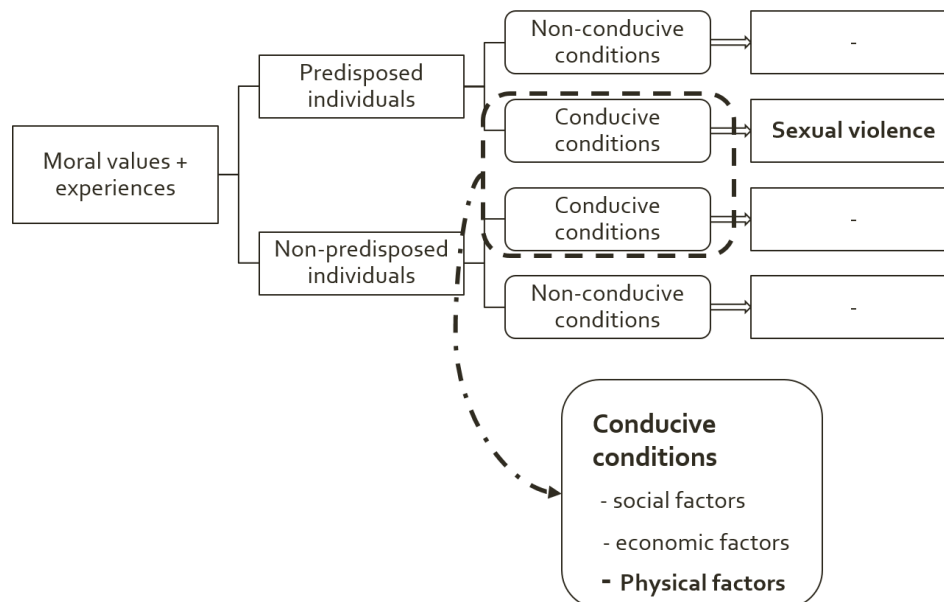 Non-conducive
conditions
-
Predisposed
individuals
Conducive
conditions
Sexual violence
Moral values +
experiences
Conducive
conditions
-
Non-predisposed
individuals
Non-conducive
conditions
-
Conducive
conditions
- social factors
- economic factors
- Physical factors